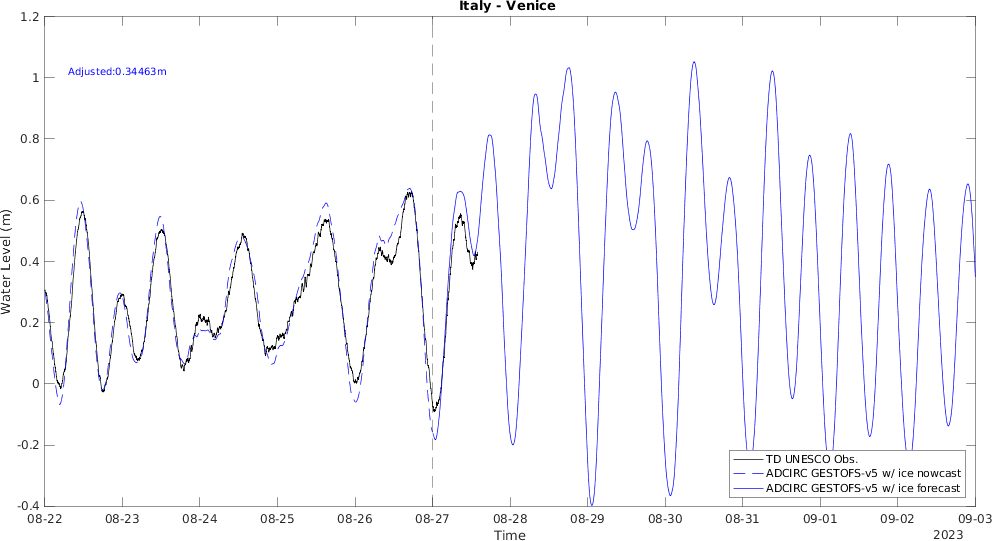 Italy - Venice
1.2
1
0.8
0.6
0.4
0.2
0
-0.2
-0.4
Water Level (m)
Adjusted:0.34463m
TD UNESCO Obs.
ADCIRC GESTOFS-v5 w/ ice nowcast
ADCIRC GESTOFS-v5 w/ ice forecast
08-22 08-23 08-24 08-25 08-26 08-27 08-28 08-29 08-30 08-31 09-01 09-02 09-03
Time
2023